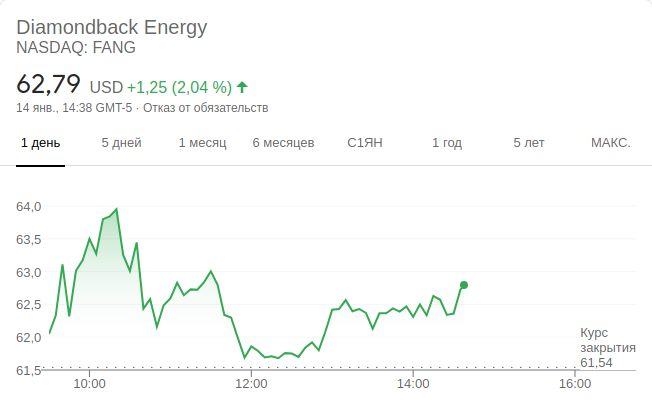 Diamondback Energy
NASDAQ: FANG
62,79 USD +1,25 (2,04 %)
14 янв., 14:38 GMT-5 · Отказ от обязательств
1 день 5 дней 1 месяц 6 месяцев С1ЯН 1 год 5 лет МАКС.
64,0
63,5
63,0
62,5
62,0
61,5
Курс
закрытия
61,54
10:00 12:00 14:00 16:00